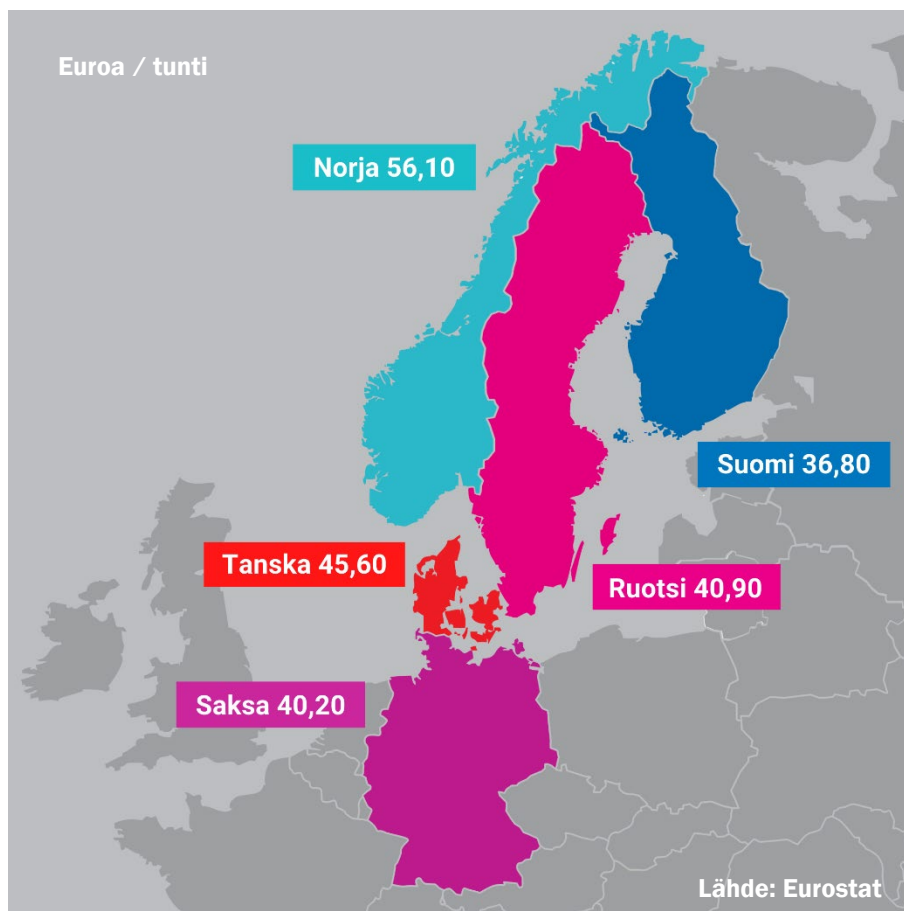 Euroa / tunti
Norja 56,10
Suomi 36,80
Tanska 45,60
Ruotsi 40,90
Saksa 40,20
Lähde: Eurostat